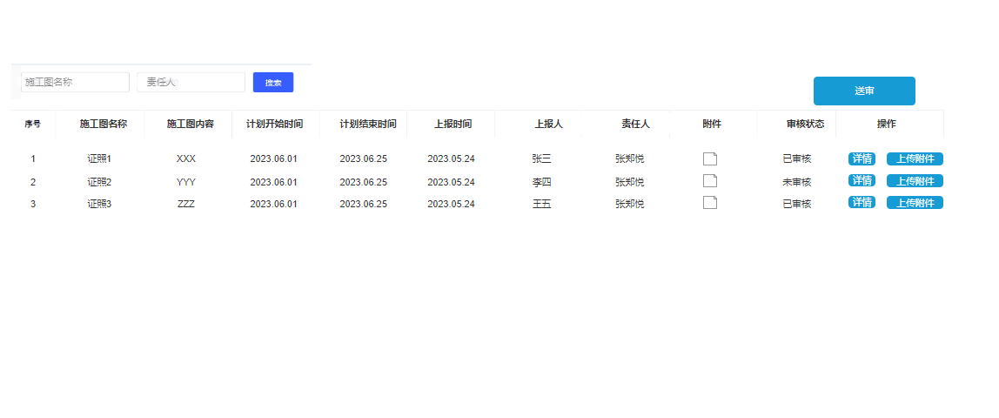 施工图名称 责任人 搜索
送审
序号 施工图名称 施工图内容 计划开始时间 计划结束时间 上报时间 上报人 责任人 附件 审核状态 操作
1 证照1 XXX 2023.06.01 2023.06.25 2023.05.24 张三 张郑悦 已审核 详情 上传附件
2 证照2 YYY 2023.06.01 2023.06.25 2023.05.24 李四 张郑悦 未审核 详情 上传附件
3 证照3 ZZZ 2023.06.01 2023.06.25 2023.05.24 王五 张郑悦 已审核 详情 上传附件